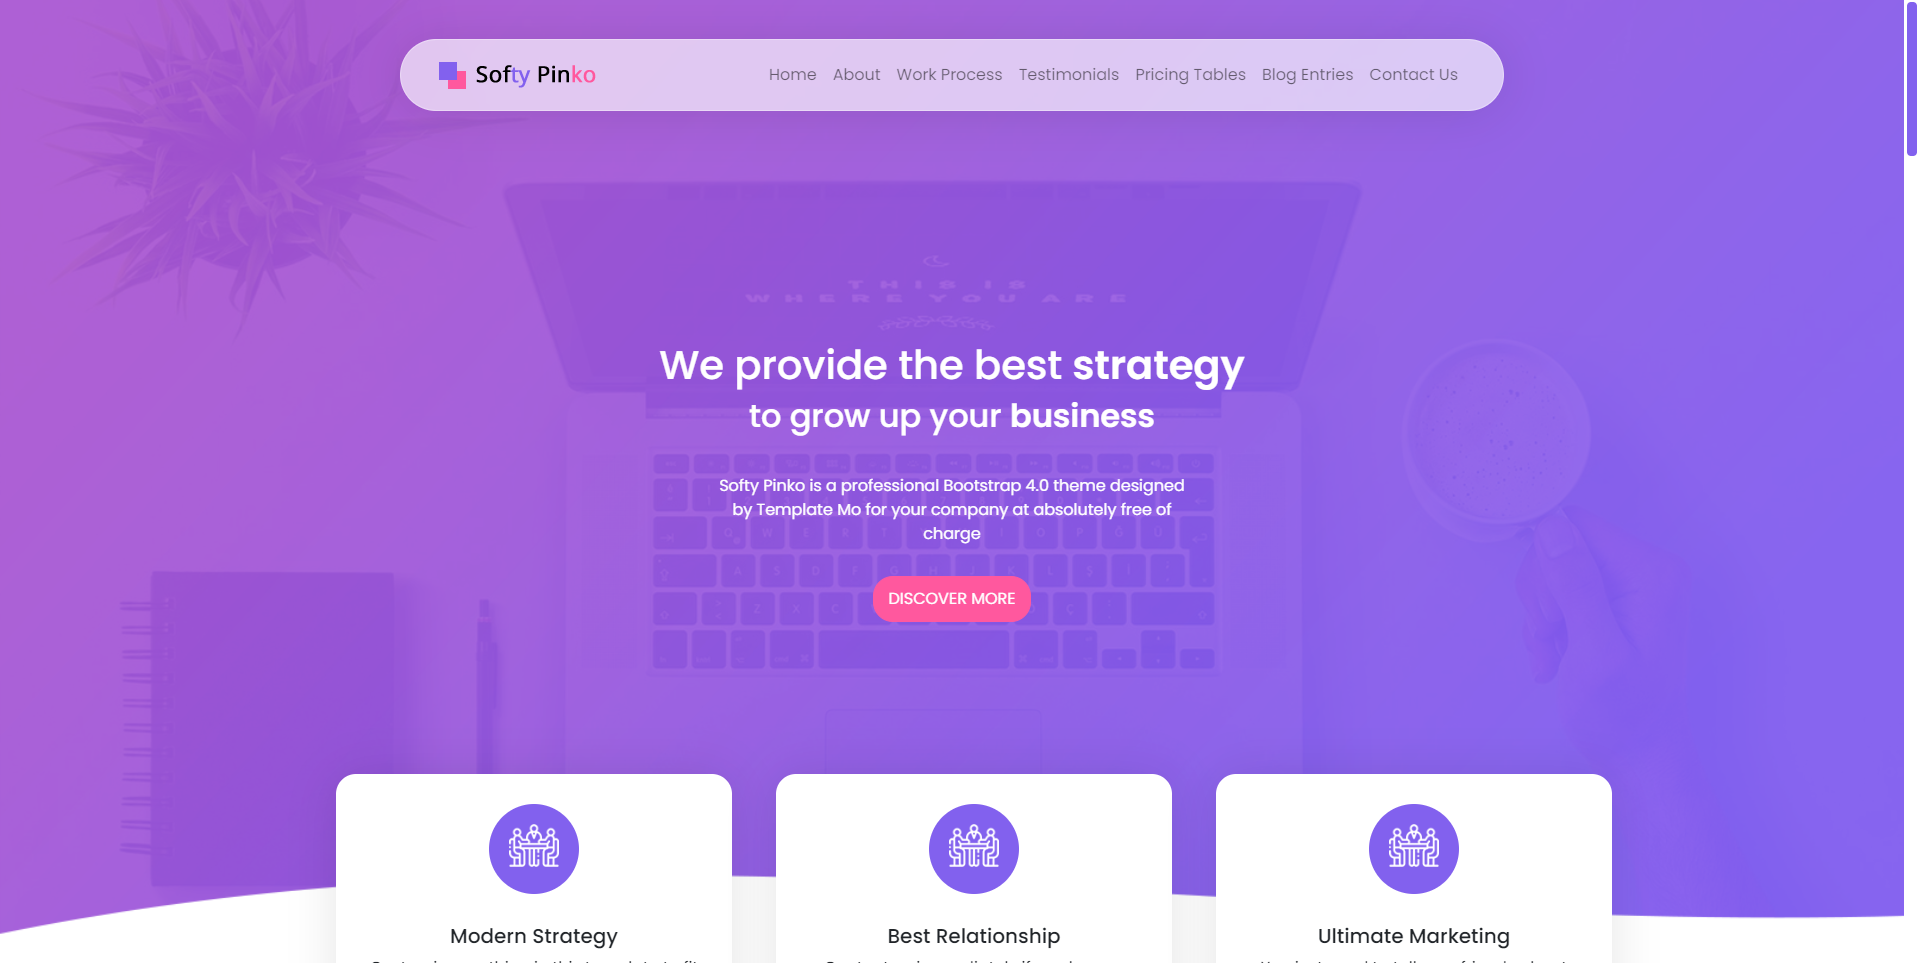 Softy Pinko
Home About Work Process Testimonials Pricing Tables Blog Entries Contact Us
THIS IS
WHERE YOU ARE
We provide the best strategy
to grow up your business
Softy Pinko is a professional Bootstrap 4.0 theme designed
by Template Mo for your company at absolutely free of
charge
DISCOVER MORE
Modern Strategy
Best Relationship
Ultimate Marketing